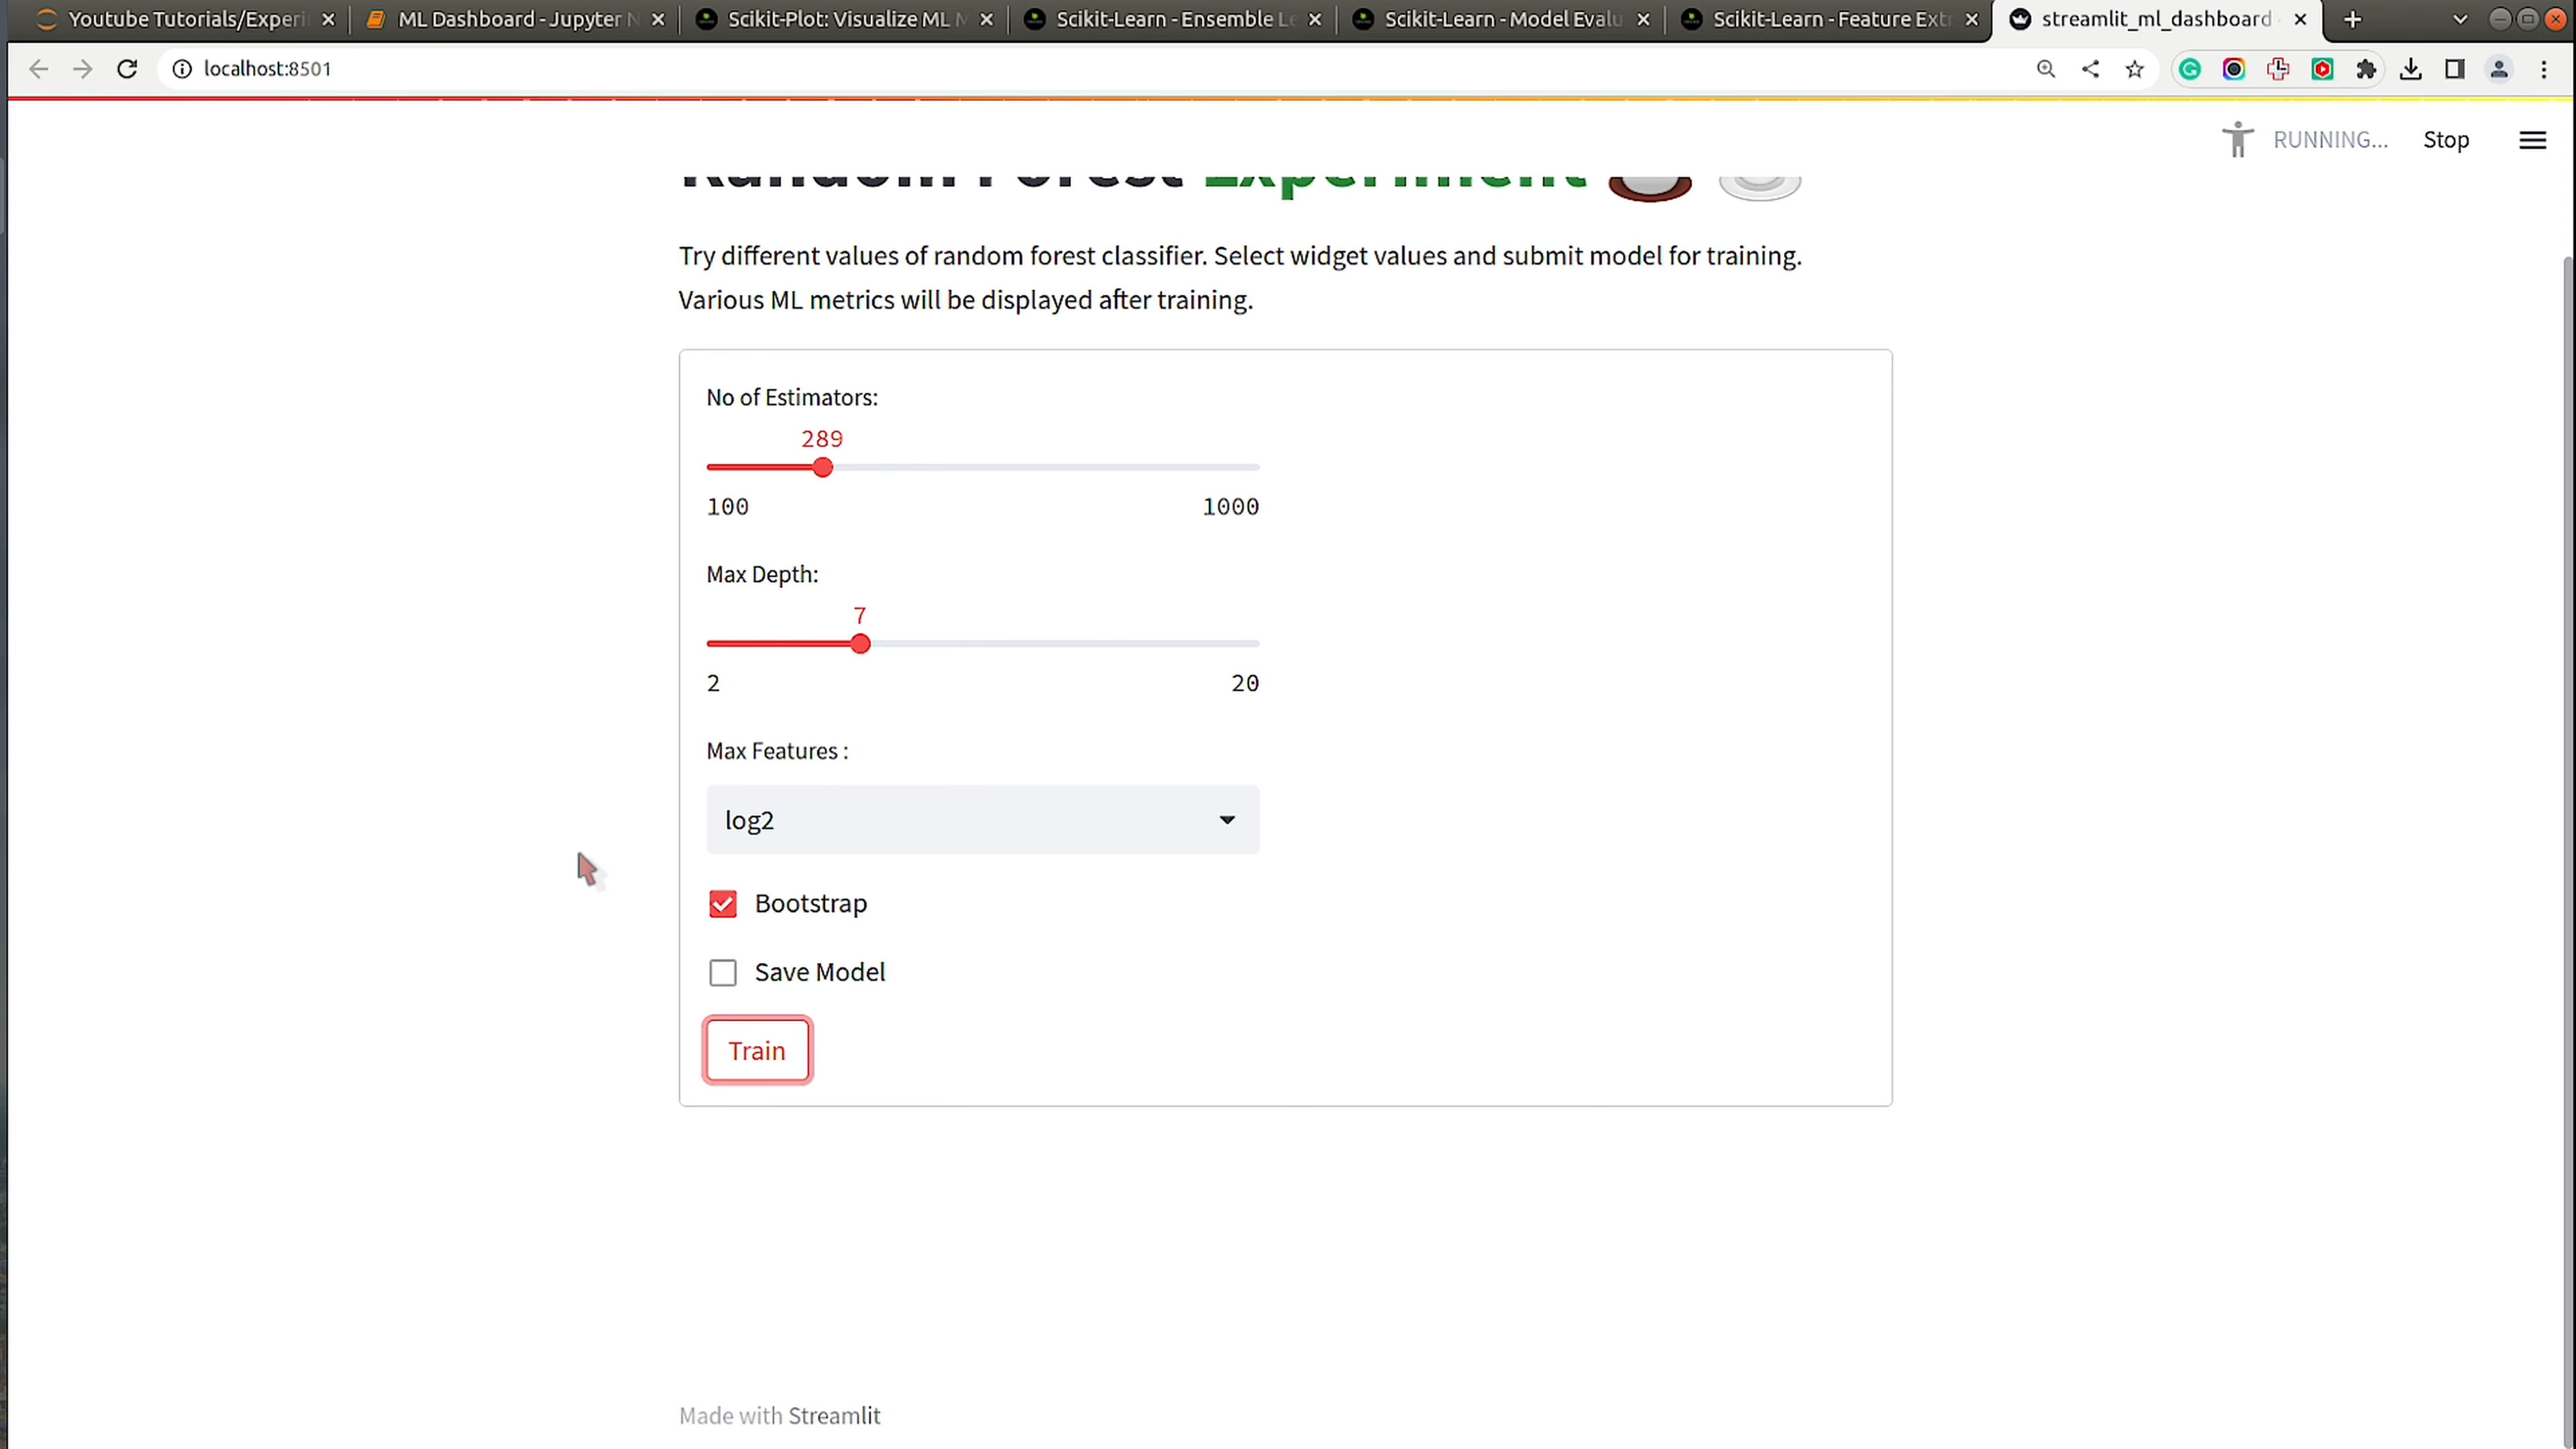 Youtube Tutorials/Experi
ML Dashboard - Jupyter N
Scikit-Plot: Visualize ML M
Scikit-Learn - Ensemble Le
Scikit-Learn - Model Evalu
Scikit-Learn - Feature Extr
streamlit_ml_dashboard
localhost:8501
RUNNING...
Stop
Random Forest Experiment
Try different values of random forest classifier. Select widget values and submit model for training.
Various ML metrics will be displayed after training.
No of Estimators:
289
100 1000
Max Depth:
7
2 20
Max Features :
log2
Bootstrap
Save Model
Train
Made with Streamlit